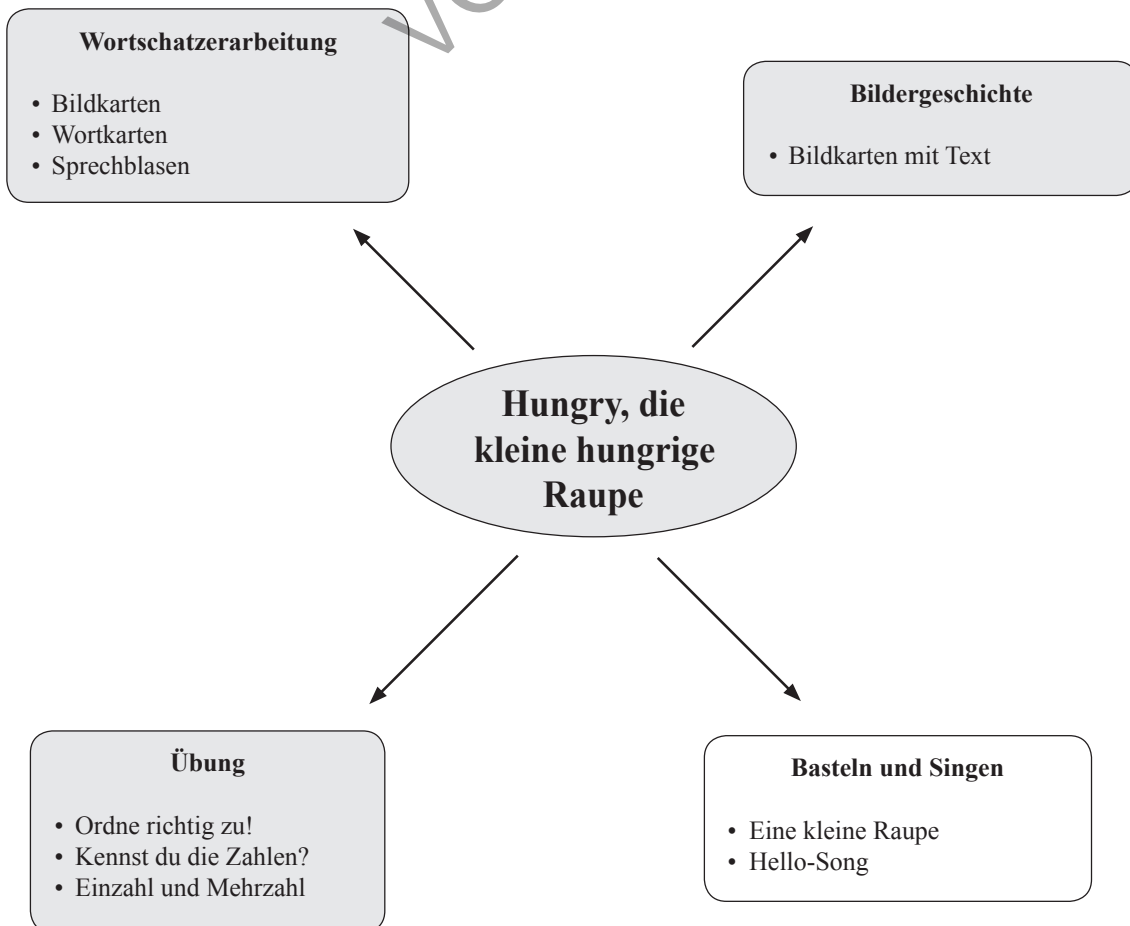 Wortschatzerarbeitung
• Bildkarten
• Wortkarten
• Sprechblasen
Bildergeschichte
• Bildkarten mit Text
Hungry, die
kleine hungrige
Raupe
Übung
• Ordne richtig zu!
• Kennst du die Zahlen?
• Einzahl und Mehrzahl
Basteln und Singen
• Eine kleine Raupe
• Hello-Song